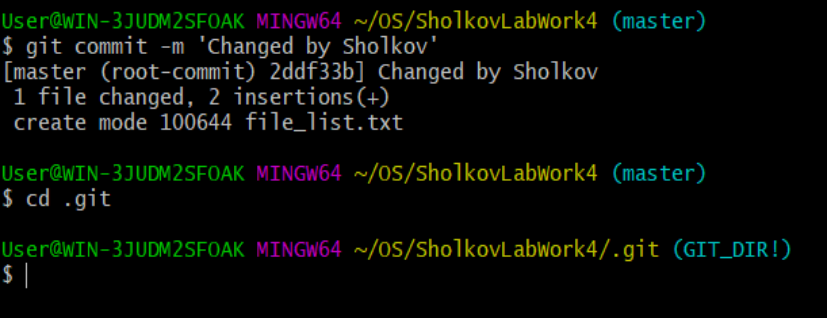 User@WIN-3JUDM2SFOAK MINGW64 ~/OS/SholkovLabWork4 (master)
$ git commit -m 'Changed by Sholkov'
[master (root-commit) 2ddf33b] Changed by Sholkov
 1 file changed, 2 insertions(+)
 create mode 100644 file_list.txt
User@WIN-3JUDM2SFOAK MINGW64 ~/OS/SholkovLabWork4 (master)
$ cd .git
User@WIN-3JUDM2SFOAK MINGW64 ~/OS/SholkovLabWork4/.git (GIT_DIR!)
$